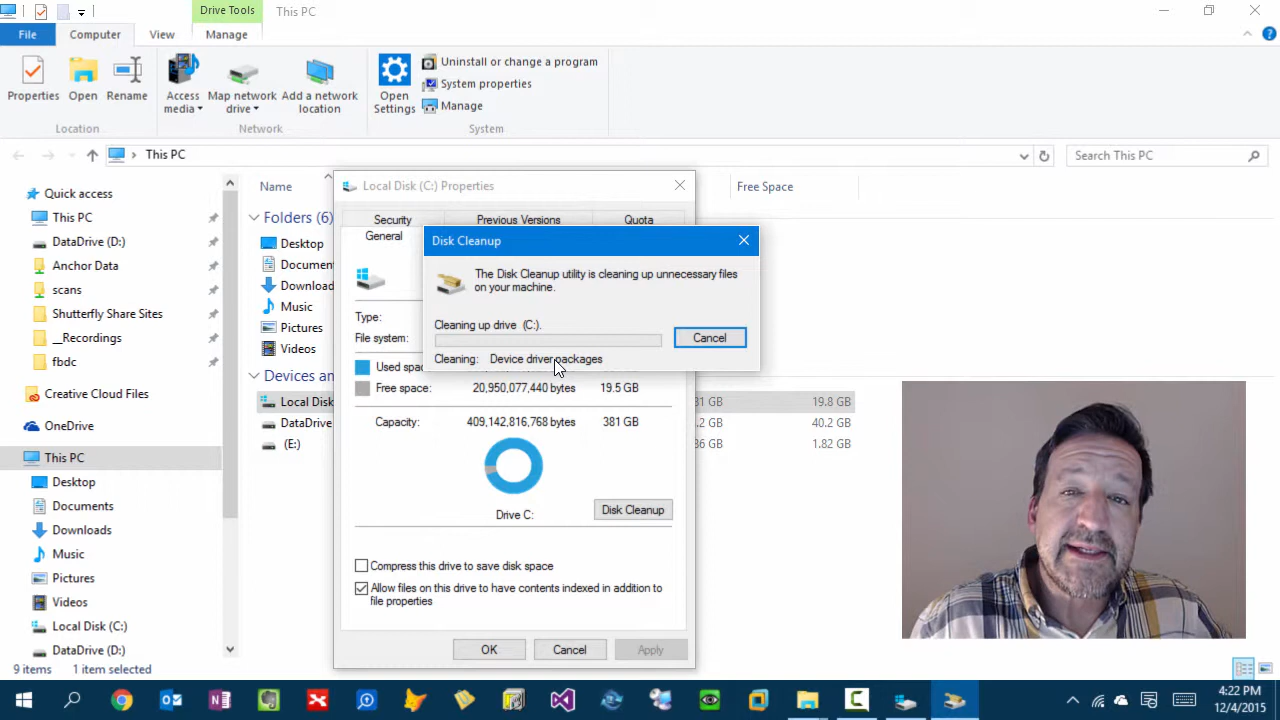 Drive Tools
This PC
File
Computer
View
Manage
Properties
Open
Rename
Access media
Map network drive
Add a network location
Open Settings
Uninstall or change a program
System properties
Manage
Location
Network
System
This PC
Search This PC
Quick access
This PC
DataDrive (D:)
Anchor Data
scans
Shutterfly Share Sites
__Recordings
fbdc
Creative Cloud Files
OneDrive
This PC
Desktop
Documents
Downloads
Music
Pictures
Videos
Local Disk (C:)
DataDrive (D:)
9 items
1 item selected
Name
Free Space
Folders (6)
Desktop
Documen
Download
Music
Pictures
Videos
Devices an
Local Disk
31 GB
19.8 GB
DataDrive
.2 GB
40.2 GB
(E:)
36 GB
1.82 GB
Local Disk (C:) Properties
Security
Previous Versions
Quota
General
Type:
File system:
Used spac
Free space:
20,950,077,440 bytes
19.5 GB
Capacity:
409,142,816,768 bytes
381 GB
Drive C:
Disk Cleanup
Compress this drive to save disk space
Allow files on this drive to have contents indexed in addition to
file properties
OK
Cancel
Apply
Disk Cleanup
The Disk Cleanup utility is cleaning up unnecessary files
on your machine.
Cleaning up drive (C:).
Cancel
Cleaning: Device driver packages
4:22 PM
12/4/2015